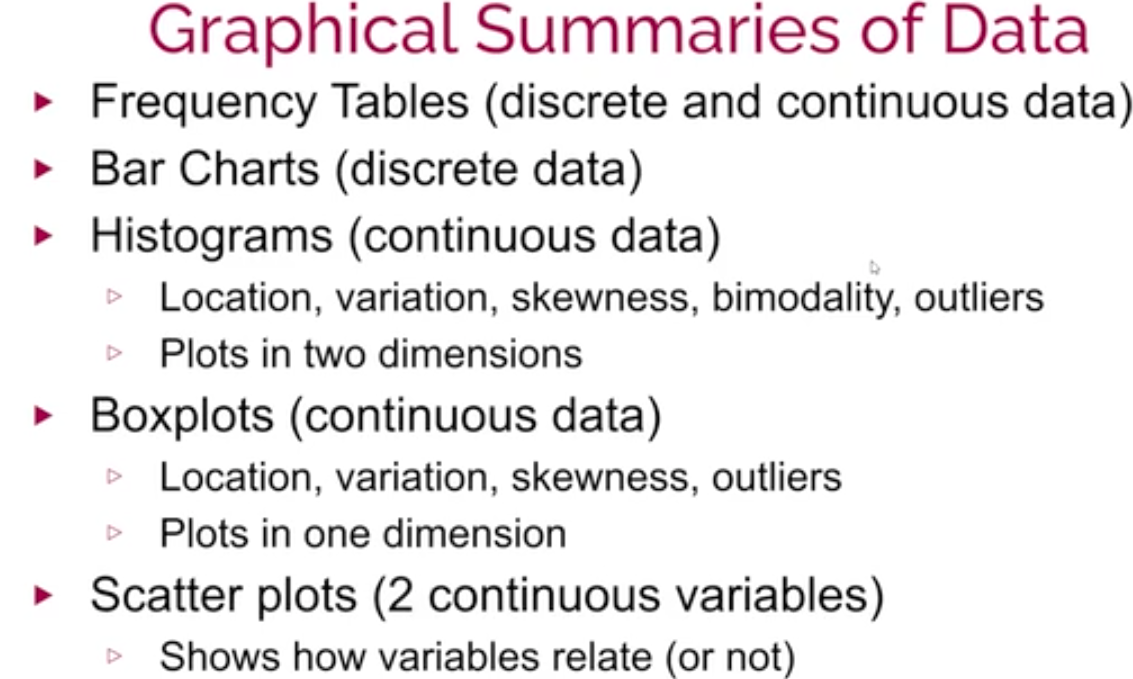 Graphical Summaries of Data
Frequency Tables (discrete and continuous data)
Bar Charts (discrete data)
Histograms (continuous data)
Location, variation, skewness, bimodality, outliers
Plots in two dimensions
Boxplots (continuous data)
Location, variation, skewness, outliers
Plots in one dimension
Scatter plots (2 continuous variables)
Shows how variables relate (or not)